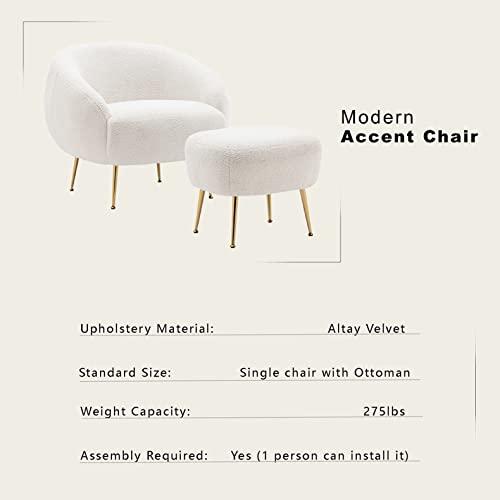 Modern
Accent Chair
Upholstery Material: Altay Velvet
Standard Size: Single chair with Ottoman
Weight Capacity: 275lbs
Assembly Required: Yes (1 person can install it)